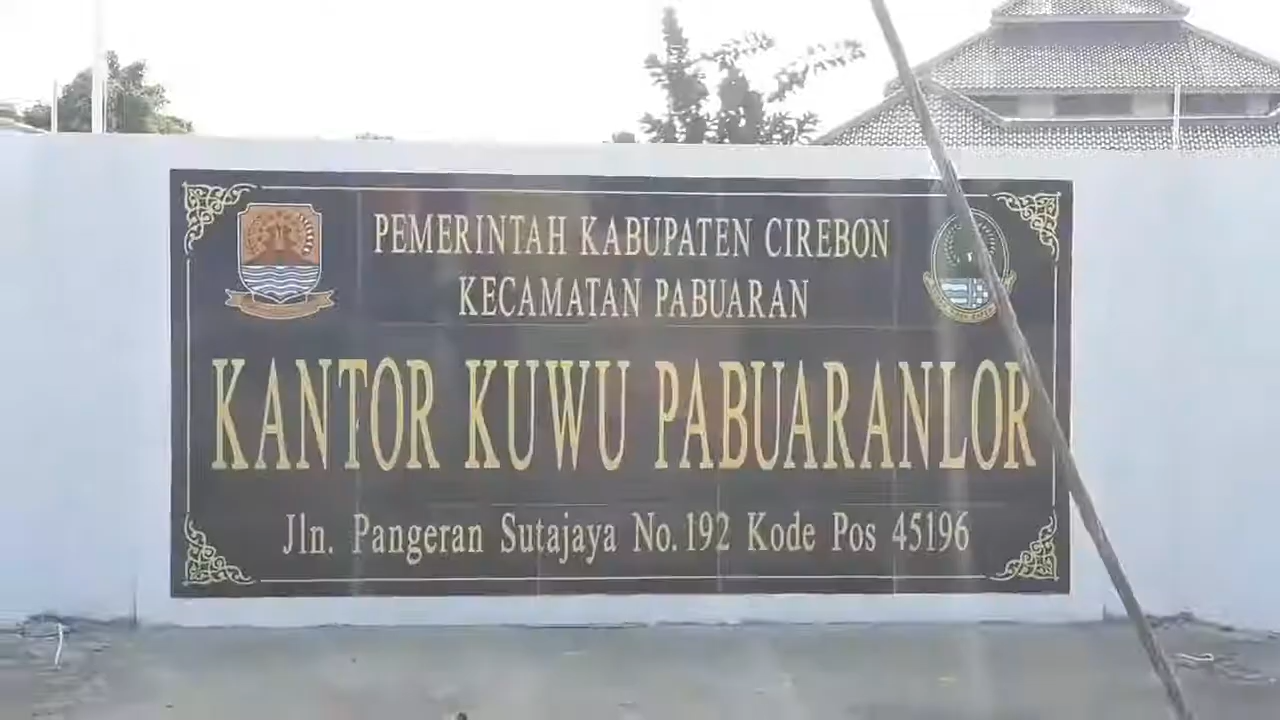 PEMERINTAH KABUPATEN CIREBON
KECAMATAN PABUARAN
KANTOR KUWU PABUARANLOR
Jln. Pangeran Sutajaya No. 192 Kode Pos 45196